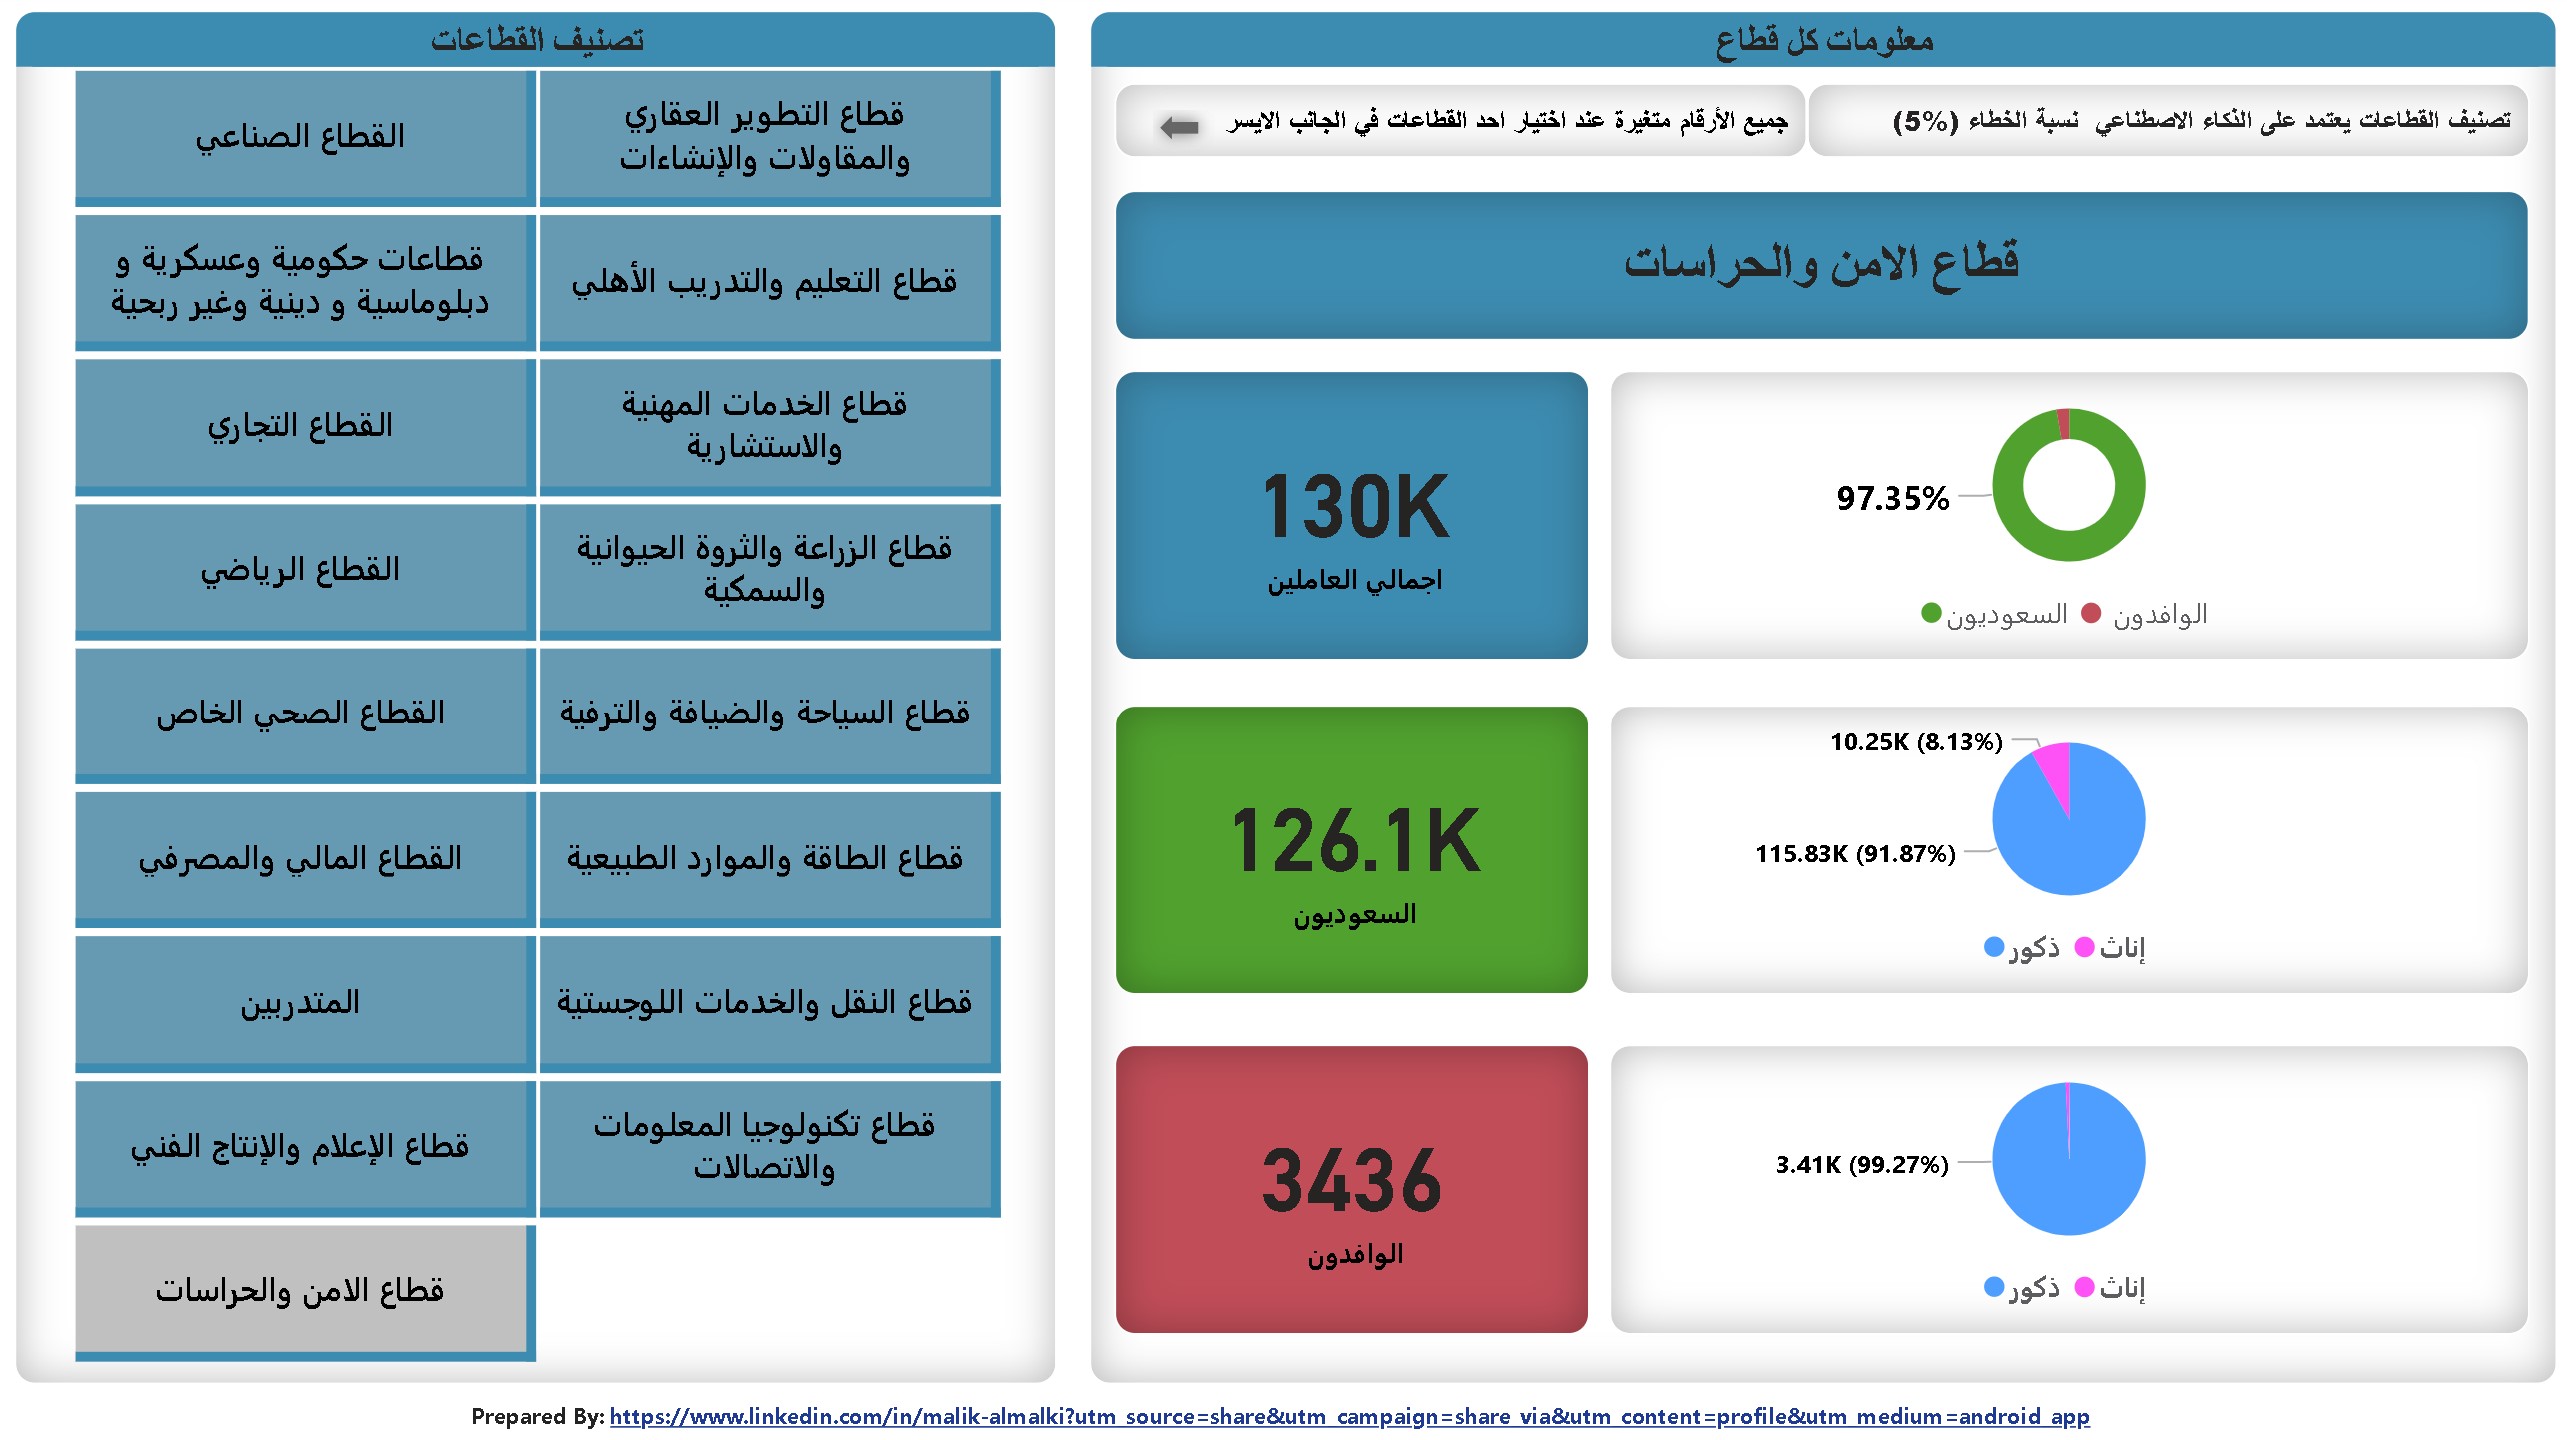 معلومات كل قطاع
تصنيف القطاعات يعتمد على الذكاء الاصطناعي نسبة الخطاء (5%)
جميع الأرقام متغيرة عند اختيار احد القطاعات في الجانب الايسر
قطاع الامن والحراسات
97.35%
السعوديون
الوافدون
130K
اجمالي العاملين
10.25K (8.13%)
115.83K (91.87%)
ذكور
إناث
126.1K
السعوديون
3.41K (99.27%)
ذكور
إناث
3436
الوافدون
تصنيف القطاعات
قطاع التطوير العقاري
والمقاولات والإنشاءات
القطاع الصناعي
قطاع التعليم والتدريب الأهلي
قطاعات حكومية وعسكرية و
دبلوماسية و دينية وغير ربحية
قطاع الخدمات المهنية
والاستشارية
القطاع التجاري
قطاع الزراعة والثروة الحيوانية
والسمكية
القطاع الرياضي
قطاع السياحة والضيافة والترفية
القطاع الصحي الخاص
قطاع الطاقة والموارد الطبيعية
القطاع المالي والمصرفي
قطاع النقل والخدمات اللوجستية
المتدربين
قطاع تكنولوجيا المعلومات
والاتصالات
قطاع الإعلام والإنتاج الفني
قطاع الامن والحراسات
Prepared By: https://www.linkedin.com/in/malik-almalki?utm_source=share&utm_campaign=share_via&utm_content=profile&utm_medium=android_app